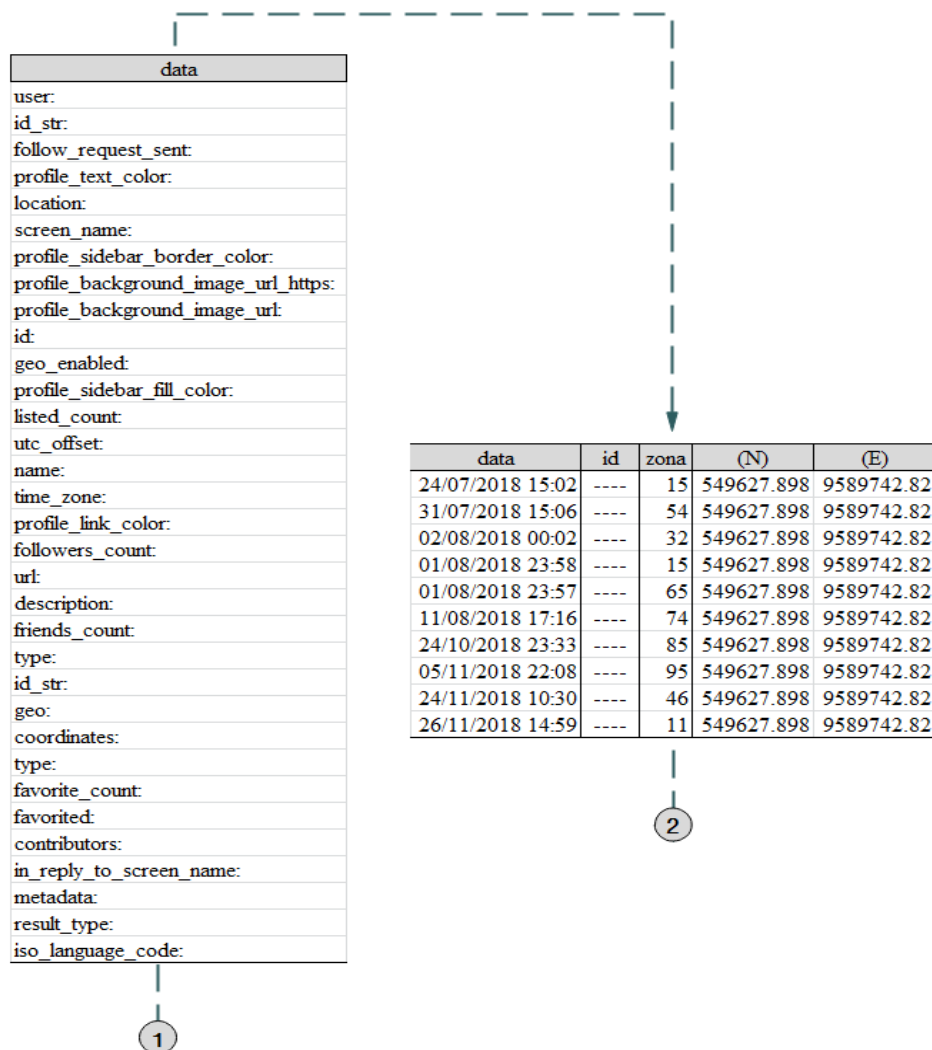 data
user:
id_str:
follow_request_sent:
profile_text_color:
location:
screen_name:
profile_sidebar_border_color:
profile_background_image_url_https:
profile_background_image_url:
id:
geo_enabled:
profile_sidebar_fill_color:
listed_count:
utc_offset:
name:
time_zone:
profile_link_color:
followers_count:
url:
description:
friends_count:
type:
id_str:
geo:
coordinates:
type:
favorite_count:
favorited:
contributors:
in_reply_to_screen_name:
metadata:
result_type:
iso_language_code:
1
data id zona (N) (E)
24/07/2018 15:02 ---- 15 549627.898 9589742.82
31/07/2018 15:06 ---- 54 549627.898 9589742.82
02/08/2018 00:02 ---- 32 549627.898 9589742.82
01/08/2018 23:58 ---- 15 549627.898 9589742.82
01/08/2018 23:57 ---- 65 549627.898 9589742.82
11/08/2018 17:16 ---- 74 549627.898 9589742.82
24/10/2018 23:33 ---- 85 549627.898 9589742.82
05/11/2018 22:08 ---- 95 549627.898 9589742.82
24/11/2018 10:30 ---- 46 549627.898 9589742.82
26/11/2018 14:59 ---- 11 549627.898 9589742.82
2